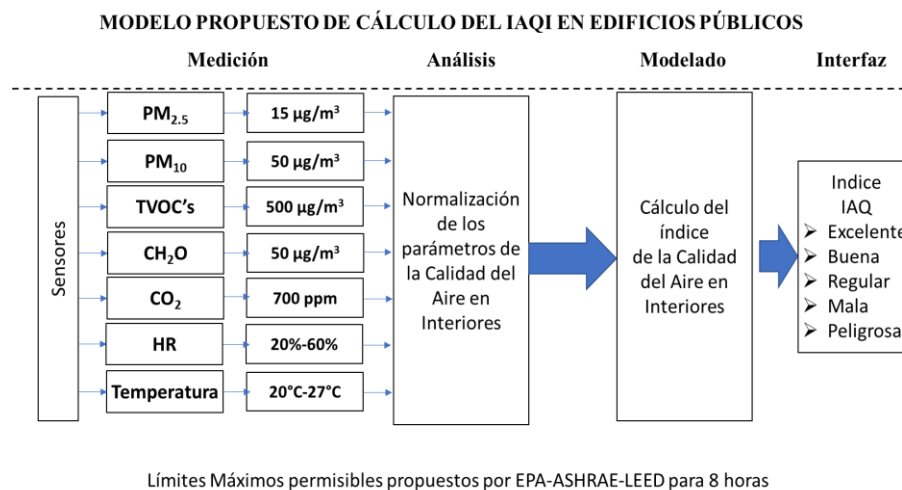 MODELO PROPUESTO DE CÁLCULO DEL IAQI EN EDIFICIOS PÚBLICOS
Medición
Análisis
Modelado
Interfaz
Sensores
PM2.5
15 µg/m³
PM10
50 µg/m³
TVOC's
500 µg/m³
CH2O
50 µg/m³
CO2
700 ppm
HR
20%-60%
Temperatura
20°C-27°C
Normalización
de los
parámetros de
la Calidad del
Aire en
Interiores
Cálculo del
índice
de la Calidad
del Aire en
Interiores
Indice
IAQ
➢ Excelente
➢ Buena
➢ Regular
➢ Mala
➢ Peligrosa
Límites Máximos permisibles propuestos por EPA-ASHRAE-LEED para 8 horas